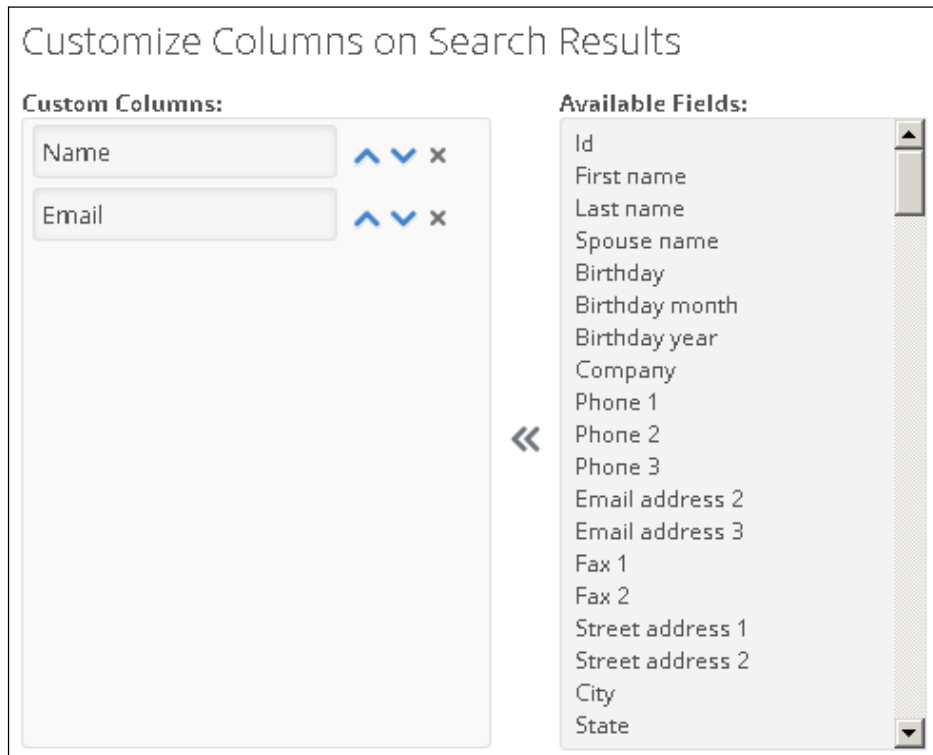 Customize Columns on Search Results
Custom Columns:
Name
Email
Available Fields:
Id
First name
Last name
Spouse name
Birthday
Birthday month
Birthday year
Company
Phone 1
Phone 2
Phone 3
Email address 2
Email address 3
Fax 1
Fax 2
Street address 1
Street address 2
City
State